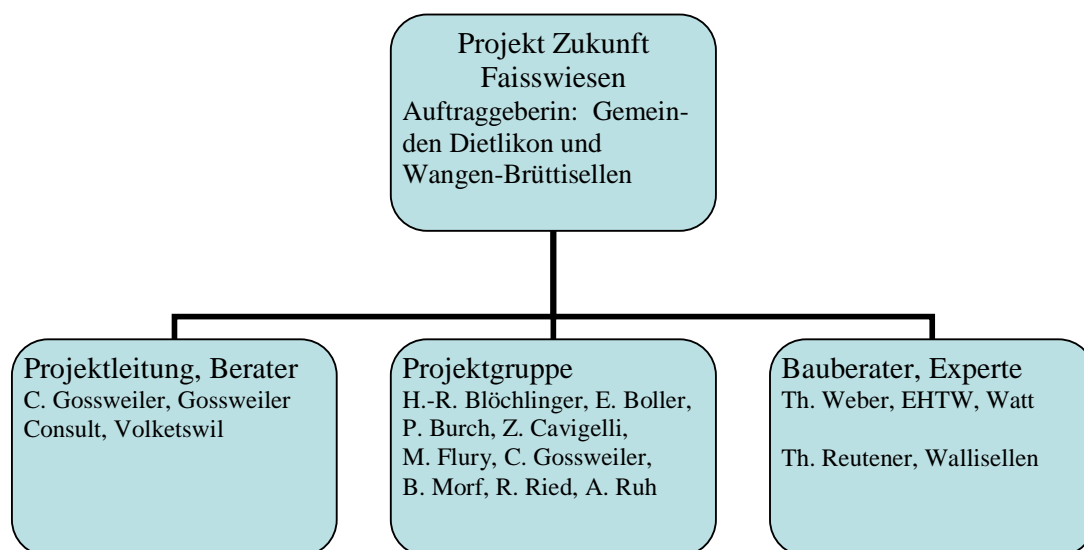 Projekt Zukunft
Faisswiesen
Auftraggeberin: Gemein-
den Dietlikon und
Wangen-Brüttisellen
Projektleitung, Berater
C. Gossweiler, Gossweiler
Consult, Volketswil
Projektgruppe
H.-R. Blöchlinger, E. Boller,
P. Burch, Z. Cavigelli,
M. Flury, C. Gossweiler,
B. Morf, R. Ried, A. Ruh
Bauberater, Experte
Th. Weber, EHTW, Watt
Th. Reutener, Wallisellen